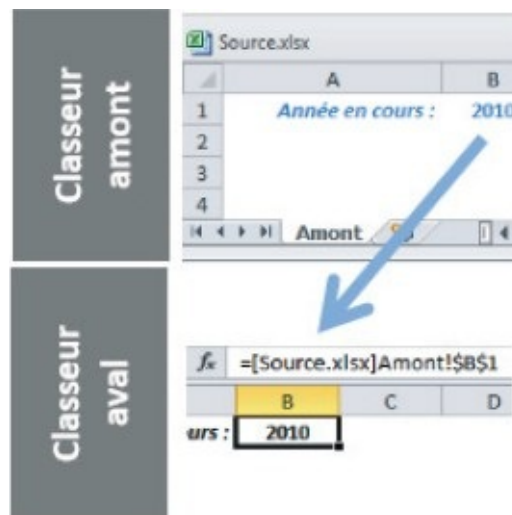 Classeur
amont
Source.xlsx
A B
1 Année en cours : 2010
2
3
4
Amont
Classeur
aval
fx =[Source.xlsx]Amont!$B$1
B C D
urs : 2010